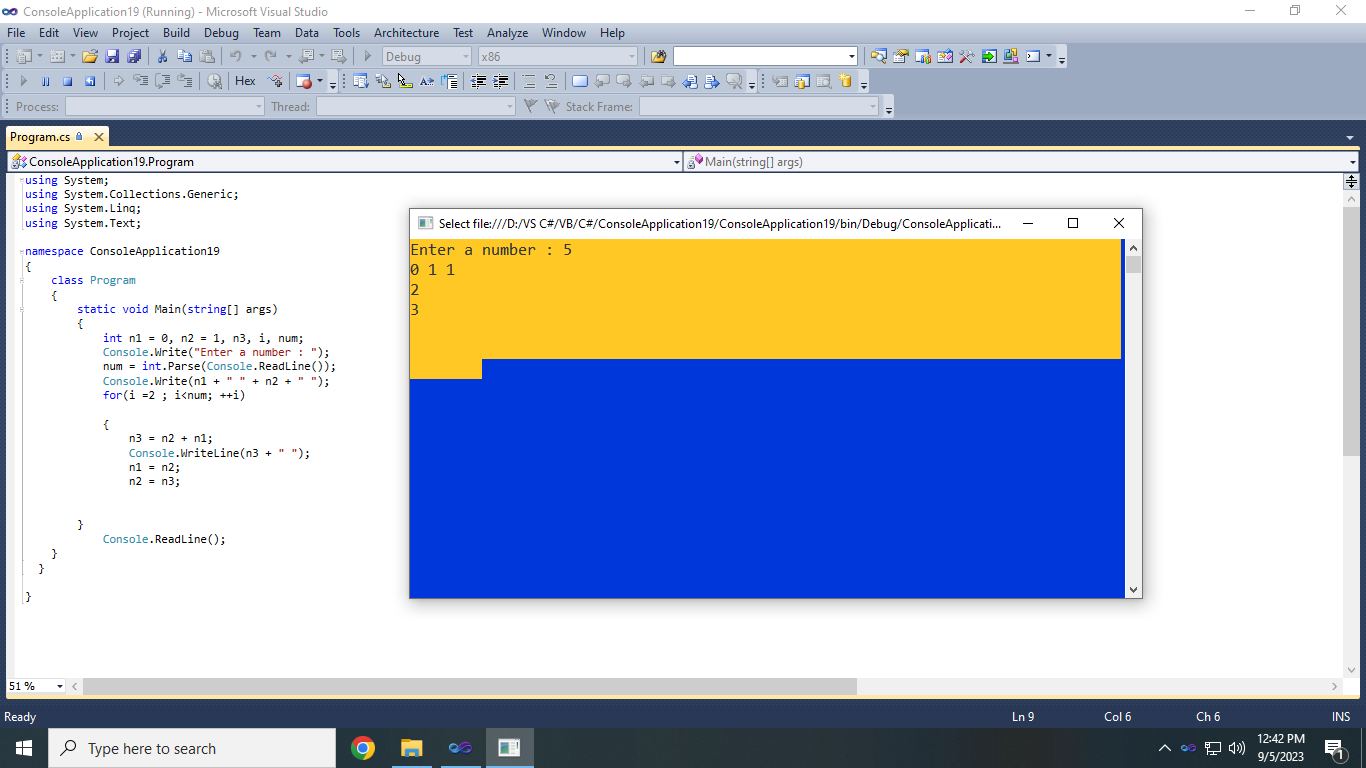 ConsoleApplication19 (Running) - Microsoft Visual Studio
File Edit View Project Build Debug Team Data Tools Architecture Test Analyze Window Help
Debug x86
Hex
Process: Thread: Stack Frame:
Program.cs
ConsoleApplication19.Program
Main(string[] args)
using System;
using System.Collections.Generic;
using System.Linq;
using System.Text;
namespace ConsoleApplication19
{
class Program
{
static void Main(string[] args)
{
int n1 = 0, n2 = 1, n3, i, num;
Console.Write("Enter a number : ");
num = int.Parse(Console.ReadLine());
Console.Write(n1 + " " + n2 + " ");
for(i =2 ; i<num; ++i)
{
n3 = n2 + n1;
Console.WriteLine(n3 + " ");
n1 = n2;
n2 = n3;
}
Console.ReadLine();
}
}
}
Select file:///D:/VS C#/VB/C#/ConsoleApplication19/ConsoleApplication19/bin/Debug/ConsoleApplicati...
Enter a number : 5
0 1 1
2
3
51 %
Ready Ln 9 Col 6 Ch 6 INS
Type here to search
12:42 PM
9/5/2023
1